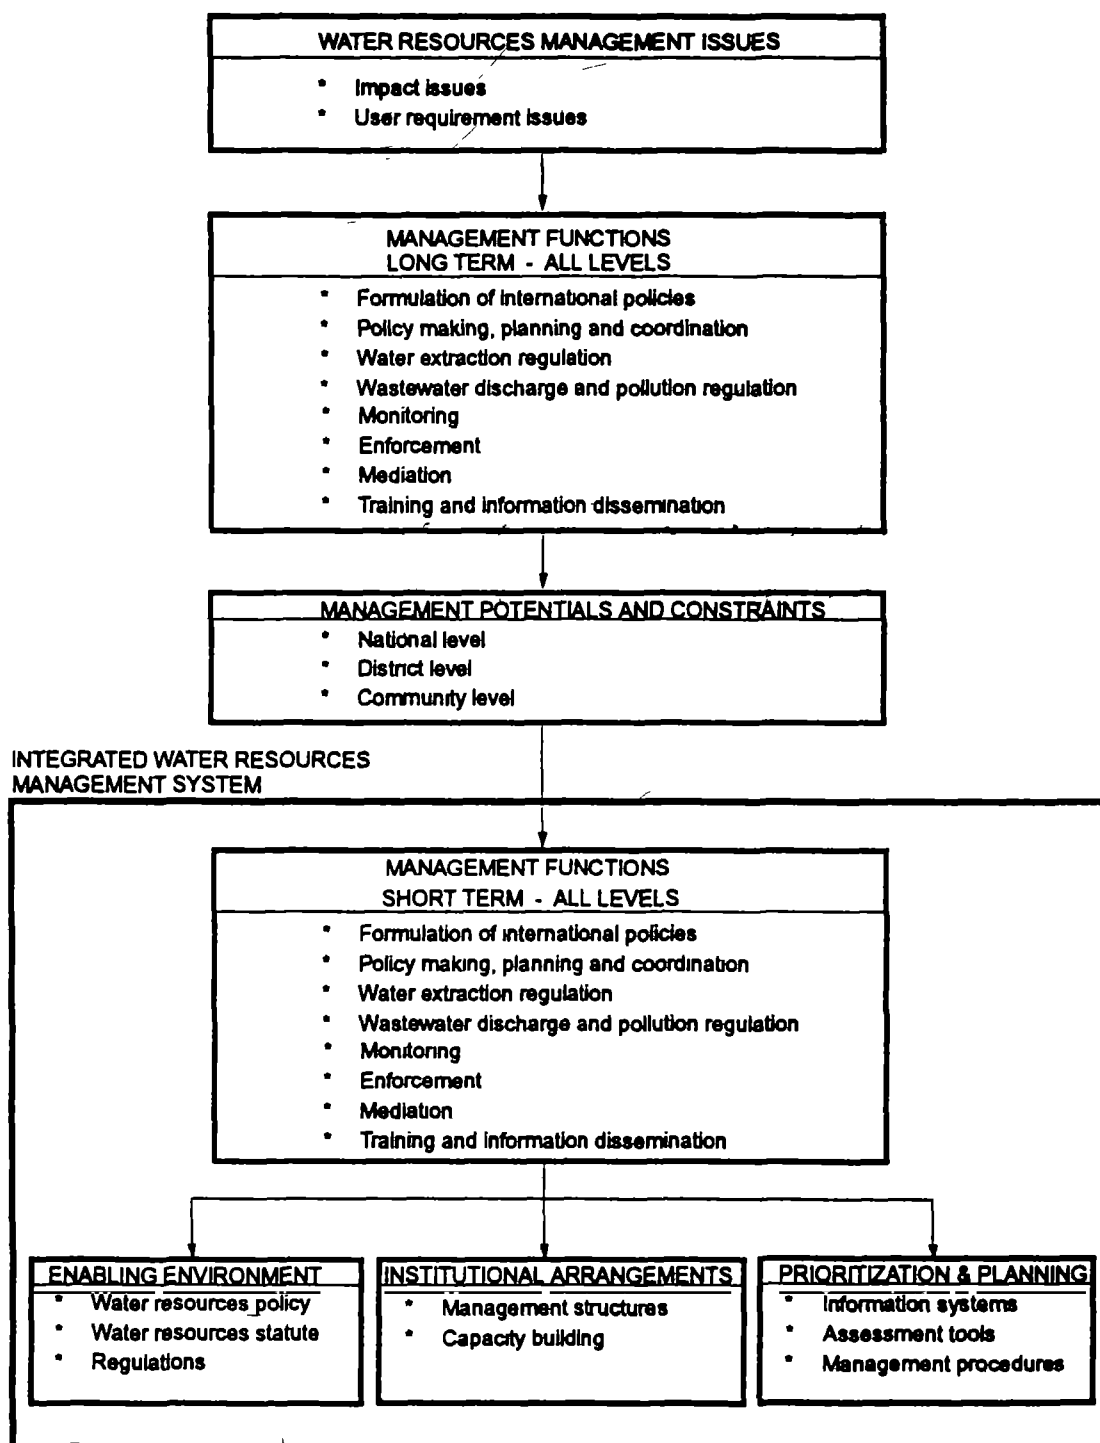 WATER RESOURCES MANAGEMENT ISSUES
* Impact issues
* User requirement issues
MANAGEMENT FUNCTIONS
LONG TERM - ALL LEVELS
* Formulation of international policies
* Policy making, planning and coordination
* Water extraction regulation
* Wastewater discharge and pollution regulation
* Monitoring
* Enforcement
* Mediation
* Training and information dissemination
MANAGEMENT POTENTIALS AND CONSTRAINTS
* National level
* District level
* Community level
INTEGRATED WATER RESOURCES
MANAGEMENT SYSTEM
MANAGEMENT FUNCTIONS
SHORT TERM - ALL LEVELS
* Formulation of international policies
* Policy making, planning and coordination
* Water extraction regulation
* Wastewater discharge and pollution regulation
* Monitoring
* Enforcement
* Mediation
* Training and information dissemination
ENABLING ENVIRONMENT
* Water resources policy
* Water resources statute
* Regulations
INSTITUTIONAL ARRANGEMENTS
* Management structures
* Capacity building
PRIORITIZATION & PLANNING
* Information systems
* Assessment tools
* Management procedures